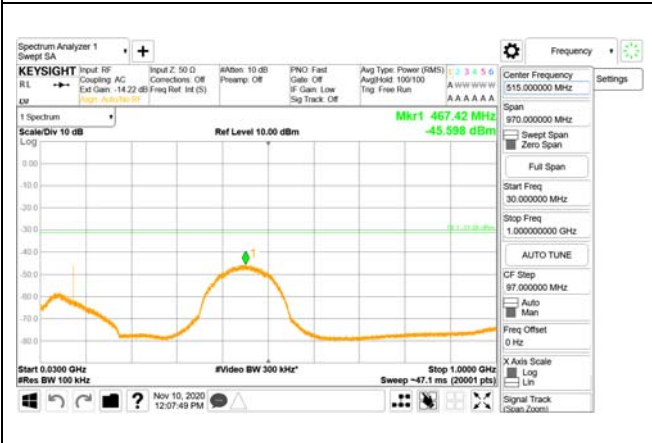 Spectrum Analyzer 1
Swept SA
Frequency
KEYSIGHT
RL
Input: RF
Coupling: AC
Ext Gain: -14.22 dB
Align: Auto/No RF
Input Z: 50 Ω
Corrections: Off
Freq Ref: Int (S)
#Atten: 10 dB
Preamp: Off
PNO: Fast
Gate: Off
IF Gain: Low
Sig Track: Off
Avg Type: Power (RMS)
Avg|Hold: 100/100
Trig: Free Run
1 2 3 4 5 6
A W W W W W
A A A A A A
1 Spectrum
Scale/Div 10 dB
Log
Ref Level 10.00 dBm
Mkr1 467.42 MHz
-45.598 dBm
0.00
-10.0
-20.0
-30.0
-40.0
-50.0
-60.0
-70.0
-80.0
1
Start 0.0300 GHz
#Res BW 100 kHz
#Video BW 300 kHz*
Stop 1.0000 GHz
Sweep ~47.1 ms (20001 pts)
Nov 10, 2020
12:07:49 PM
Center Frequency
515.000000 MHz
Settings
Span
970.000000 MHz
Swept Span
Zero Span
Full Span
Start Freq
30.000000 MHz
Stop Freq
1.000000000 GHz
AUTO TUNE
CF Step
97.000000 MHz
Auto
Man
Freq Offset
0 Hz
X Axis Scale
Log
Lin
Signal Track
(Span Zoom)